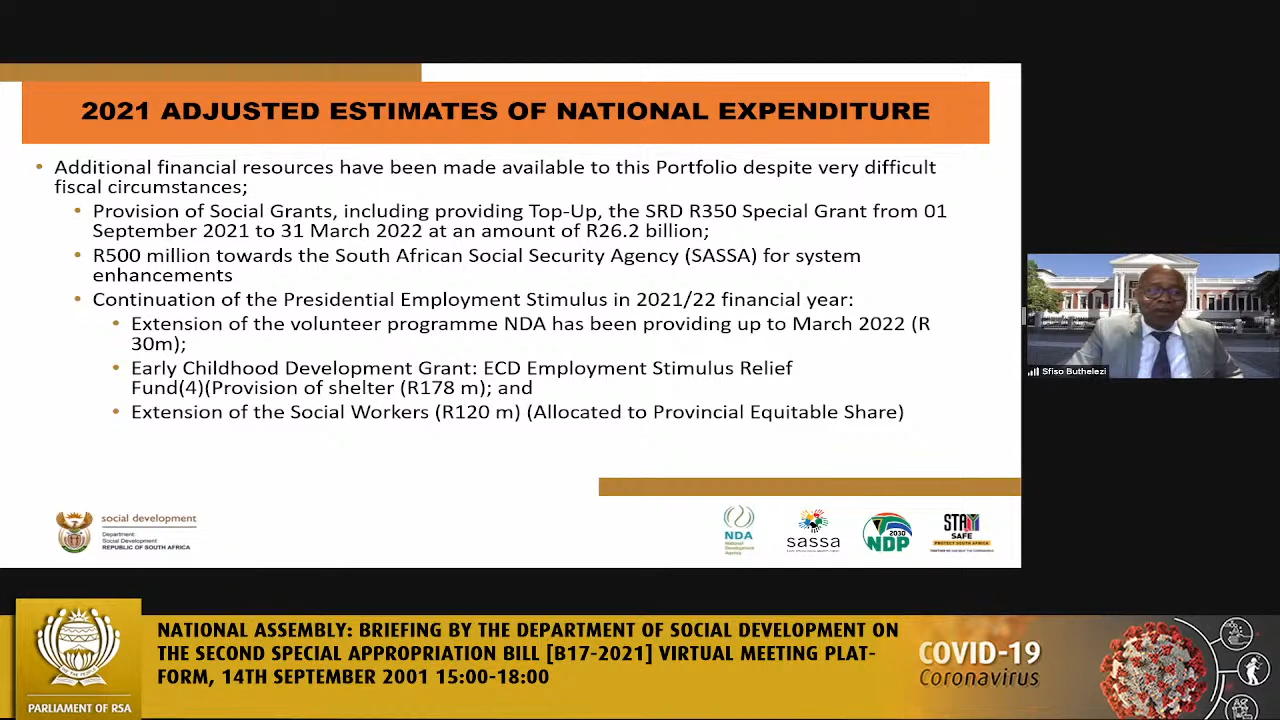 2021 ADJUSTED ESTIMATES OF NATIONAL EXPENDITURE
• Additional financial resources have been made available to this Portfolio despite very difficult
fiscal circumstances;
• Provision of Social Grants, including providing Top-Up, the SRD R350 Special Grant from 01
September 2021 to 31 March 2022 at an amount of R26.2 billion;
• R500 million towards the South African Social Security Agency (SASSA) for system
enhancements
• Continuation of the Presidential Employment Stimulus in 2021/22 financial year:
• Extension of the volunteer programme NDA has been providing up to March 2022 (R
30m);
• Early Childhood Development Grant: ECD Employment Stimulus Relief
Fund(4)(Provision of shelter (R178 m); and
• Extension of the Social Workers (R120 m) (Allocated to Provincial Equitable Share)
Sfiso Buthelezi
social development
Department:
Social Development
REPUBLIC OF SOUTH AFRICA
NDA
National
Development
Agency
sassa
2030
NDP
STAY
SAFE
PROTECT SOUTH AFRICA
PARLIAMENT OF RSA
NATIONAL ASSEMBLY: BRIEFING BY THE DEPARTMENT OF SOCIAL DEVELOPMENT ON
THE SECOND SPECIAL APPROPRIATION BILL [B17-2021] VIRTUAL MEETING PLAT-
FORM, 14TH SEPTEMBER 2001 15:00-18:00
COVID-19
Coronavirus